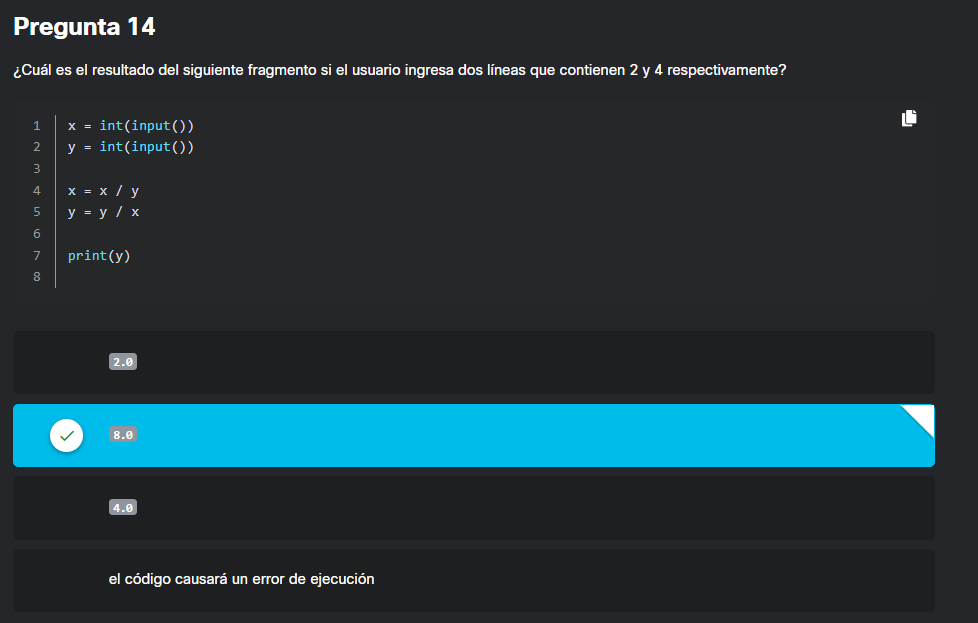 Pregunta 14
¿Cuál es el resultado del siguiente fragmento si el usuario ingresa dos líneas que contienen 2 y 4 respectivamente?
1 x = int(input())
2 y = int(input())
3
4 x = x / y
5 y = y / x
6
7 print(y)
8
2.0
8.0
4.0
el código causará un error de ejecución